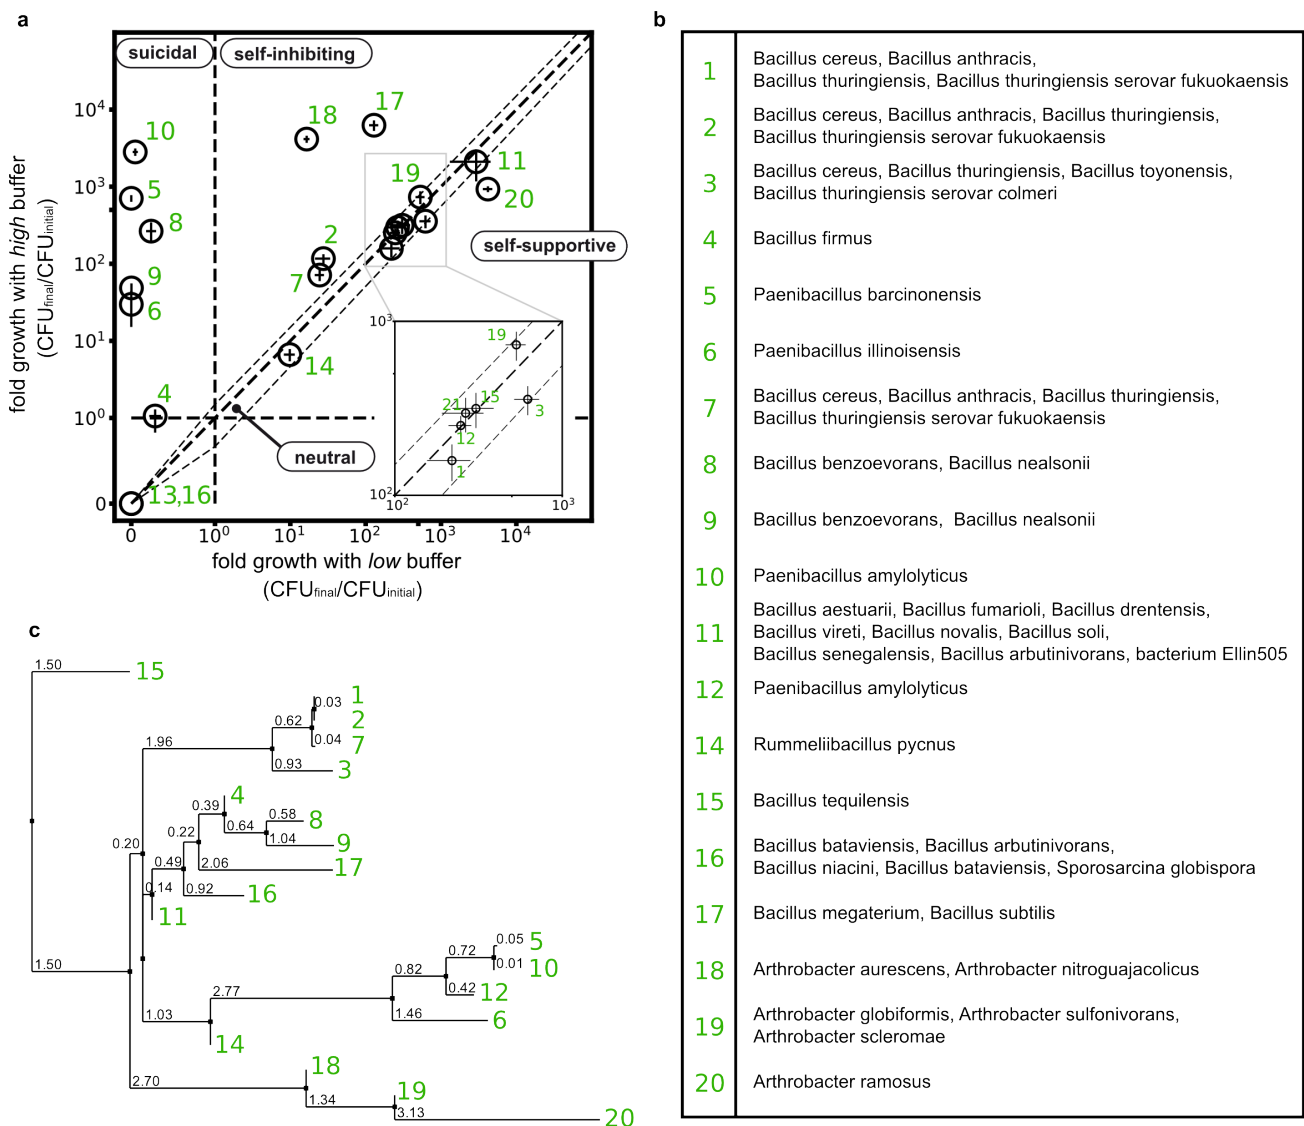 a
suicidal
self-inhibiting
10
18
17
5
8
19
11
20
2
7
self-supportive
9
6
14
4
neutral
13,16
10⁴
10³
10²
10¹
10⁰
0
fold growth with high buffer
(CFUfinal/CFUinitial)
10³
19
21
15
3
12
1
10²
10²
10³
0
10⁰
10¹
10²
10³
10⁴
fold growth with low buffer
(CFUfinal/CFUinitial)
b
1
Bacillus cereus, Bacillus anthracis,
Bacillus thuringiensis, Bacillus thuringiensis serovar fukuokaensis
2
Bacillus cereus, Bacillus anthracis, Bacillus thuringiensis,
Bacillus thuringiensis serovar fukuokaensis
3
Bacillus cereus, Bacillus thuringiensis, Bacillus toyonensis,
Bacillus thuringiensis serovar colmeri
4
Bacillus firmus
5
Paenibacillus barcinonensis
6
Paenibacillus illinoisensis
7
Bacillus cereus, Bacillus anthracis, Bacillus thuringiensis,
Bacillus thuringiensis serovar fukuokaensis
8
Bacillus benzoevorans, Bacillus nealsonii
9
Bacillus benzoevorans, Bacillus nealsonii
10
Paenibacillus amylolyticus
11
Bacillus aestuarii, Bacillus fumarioli, Bacillus drentensis,
Bacillus vireti, Bacillus novalis, Bacillus soli,
Bacillus senegalensis, Bacillus arbutinivorans, bacterium Ellin505
12
Paenibacillus amylolyticus
14
Rummeliibacillus pycnus
15
Bacillus tequilensis
16
Bacillus bataviensis, Bacillus arbutinivorans,
Bacillus niacini, Bacillus bataviensis, Sporosarcina globispora
17
Bacillus megaterium, Bacillus subtilis
18
Arthrobacter aurescens, Arthrobacter nitroguajacolicus
19
Arthrobacter globiformis, Arthrobacter sulfonivorans,
Arthrobacter scleromae
20
Arthrobacter ramosus
c
1.50
15
0.03
1
0.62
2
0.04
7
1.96
0.93
3
0.39
4
0.58
8
0.22
0.64
1.04
9
0.20
0.49
2.06
17
0.14
0.92
16
11
0.05
5
0.72
0.01
10
1.50
0.82
0.42
12
2.77
1.46
6
1.03
14
18
2.70
19
1.34
3.13
20